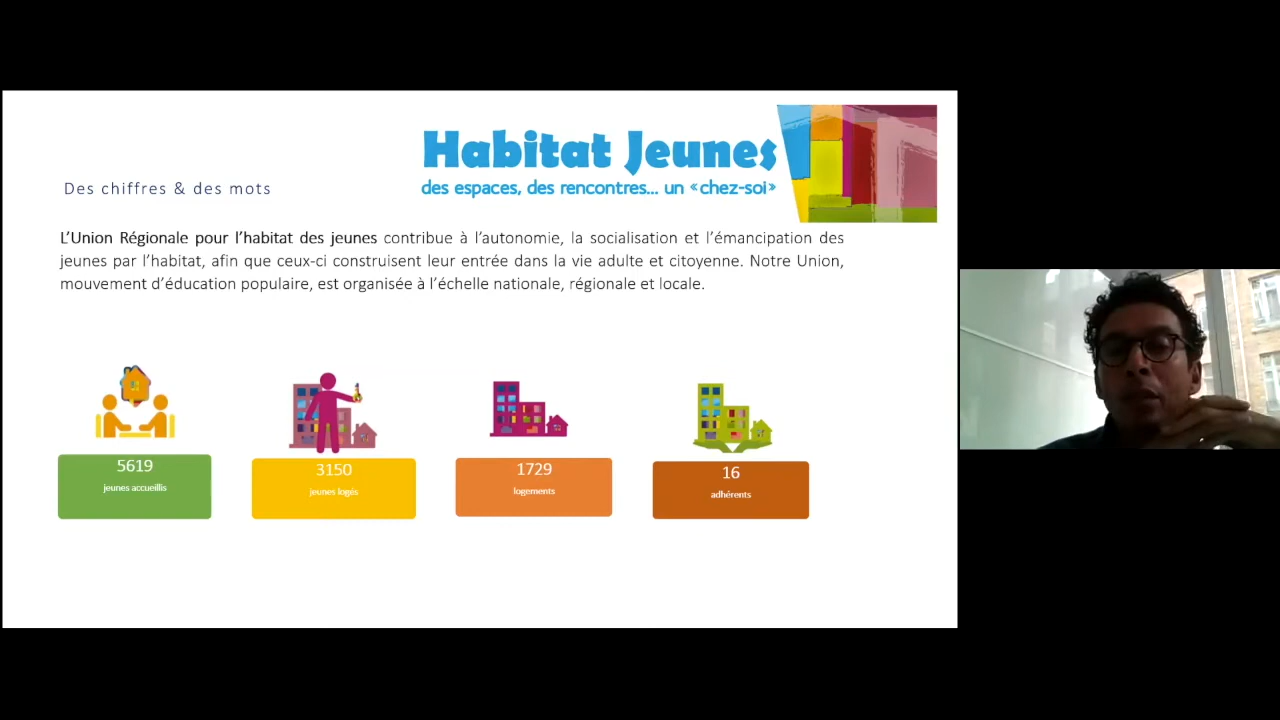 Habitat Jeunes
des espaces, des rencontres... un «chez-soi»
Des chiffres & des mots
L'Union Régionale pour l'habitat des jeunes contribue à l'autonomie, la socialisation et l'émancipation des
jeunes par l'habitat, afin que ceux-ci construisent leur entrée dans la vie adulte et citoyenne. Notre Union,
mouvement d'éducation populaire, est organisée à l'échelle nationale, régionale et locale.
5619
jeunes accueillis
3150
jeunes logés
1729
logements
16
adhérents